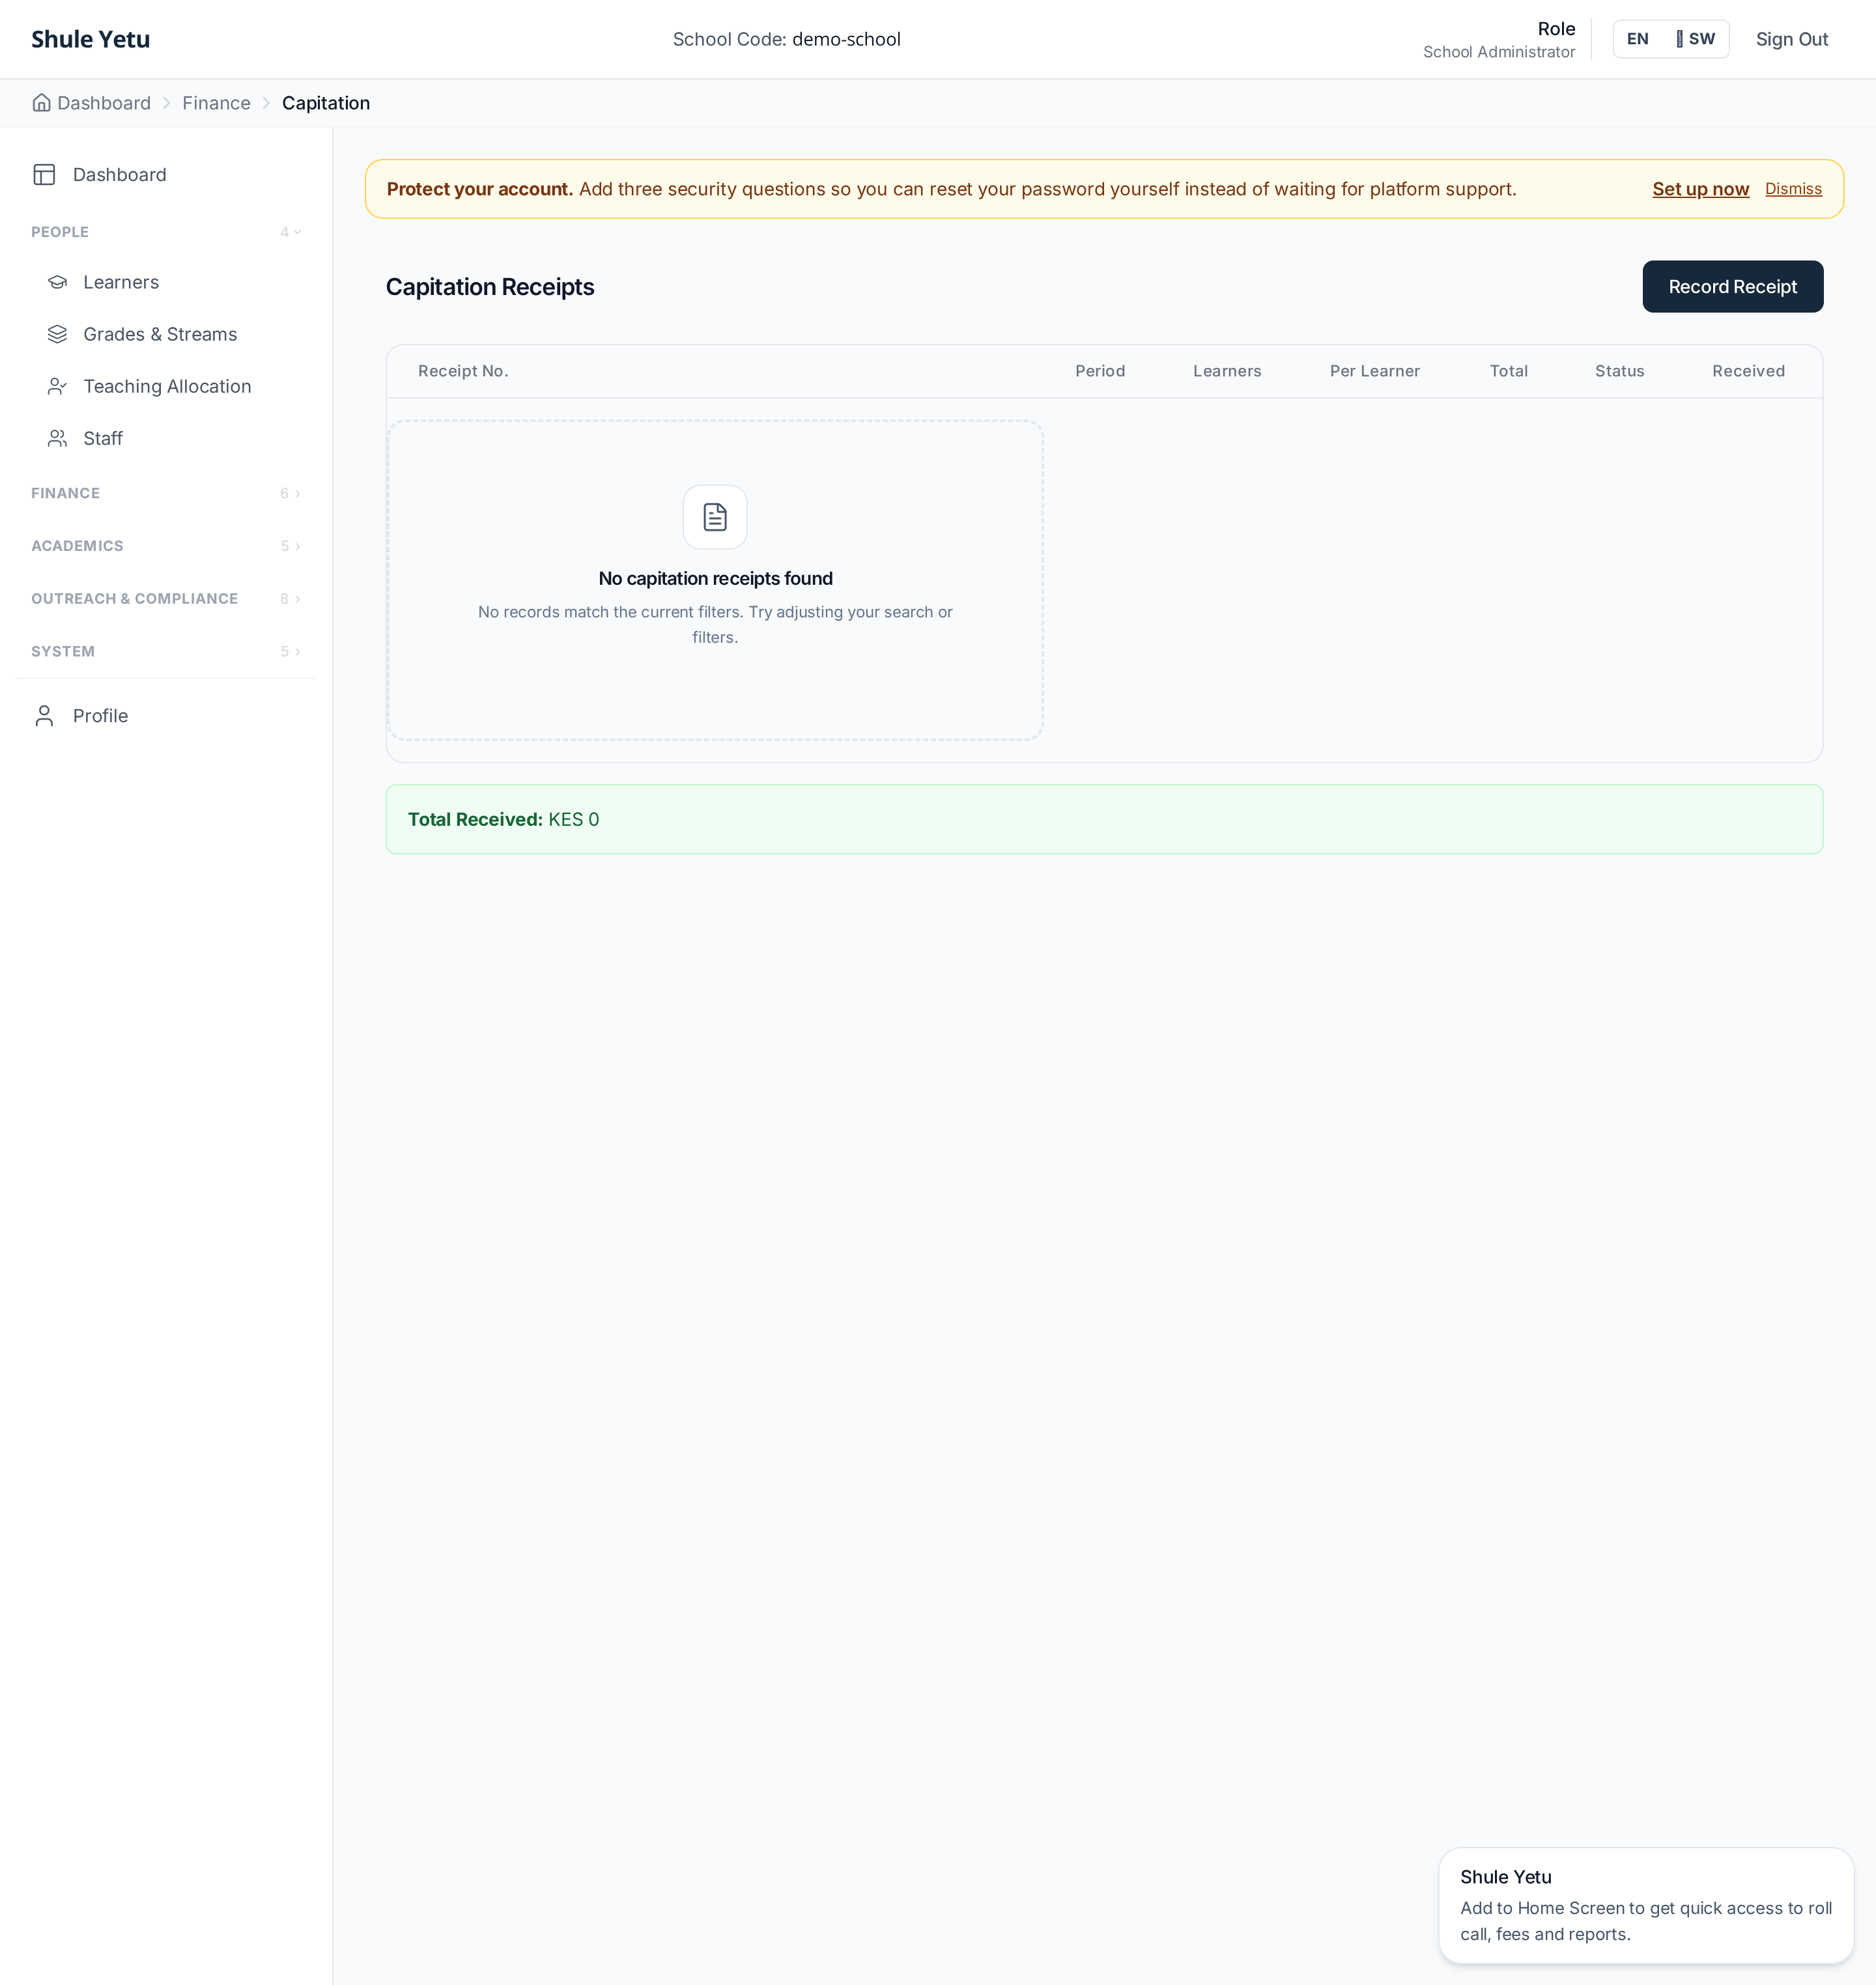 Shule Yetu
School Code: demo-school
Role
School Administrator
EN
SW
Sign Out
Dashboard
Finance
Capitation
Dashboard
PEOPLE
4
Learners
Grades & Streams
Teaching Allocation
Staff
FINANCE
6
ACADEMICS
5
OUTREACH & COMPLIANCE
8
SYSTEM
5
Profile
Protect your account. Add three security questions so you can reset your password yourself instead of waiting for platform support.
Set up now
Dismiss
Capitation Receipts
Record Receipt
Receipt No.
Period
Learners
Per Learner
Total
Status
Received
No capitation receipts found
No records match the current filters. Try adjusting your search or
filters.
Total Received: KES 0
Shule Yetu
Add to Home Screen to get quick access to roll
call, fees and reports.